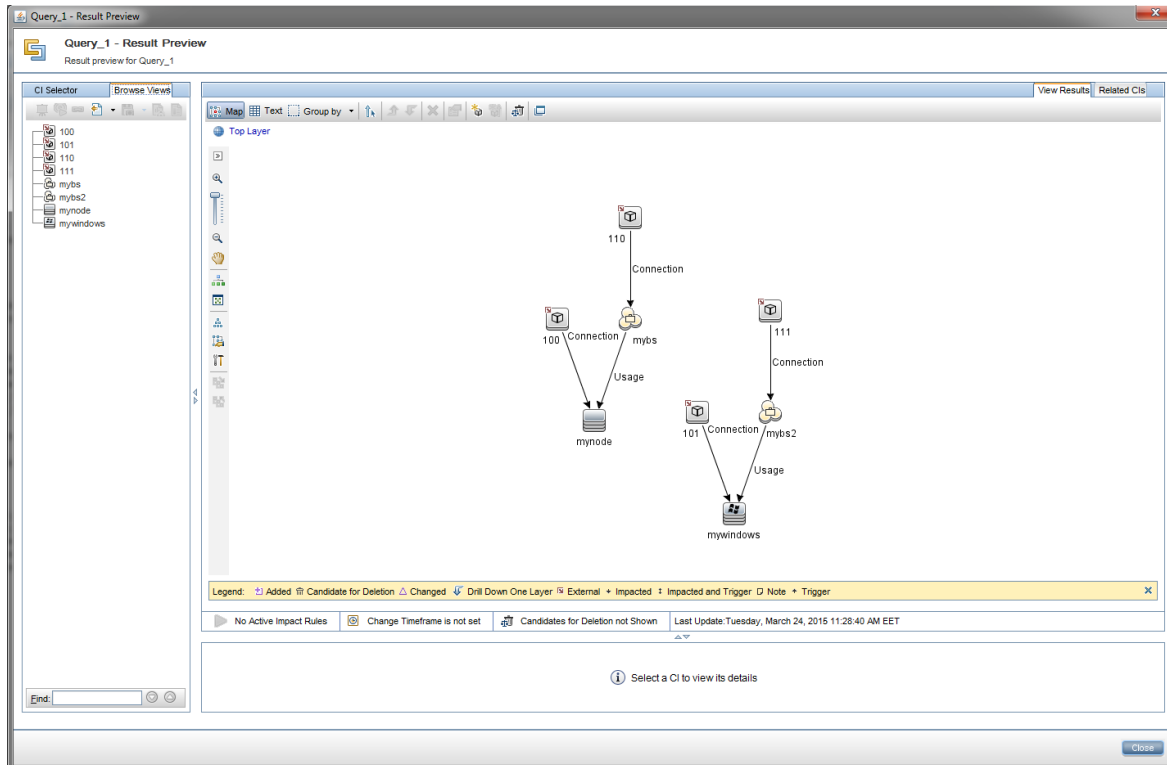 Query_1 - Result Preview
Query_1 - Result Preview
Result preview for Query_1
CI Selector Browse Views
100
101
110
111
mybs
mybs2
mynode
mywindows
Find:
View Results Related CIs
Map Text Group by
Top Layer
110
Connection
100 Connection mybs
Usage
mynode
111
Connection
101 Connection mybs2
Usage
mywindows
Legend: Added Candidate for Deletion Changed Drill Down One Layer External Impacted Impacted and Trigger Note Trigger
No Active Impact Rules Change Timeframe is not set Candidates for Deletion not Shown Last Update:Tuesday, March 24, 2015 11:28:40 AM EET
Select a CI to view its details
Close